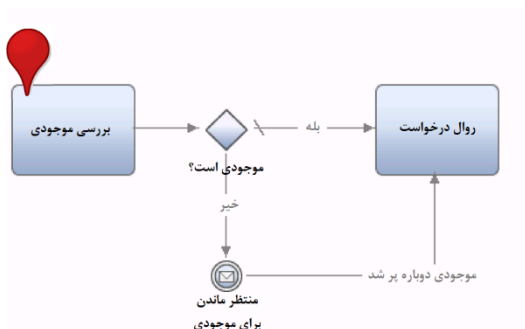 بررسی موجودی
بله
روال درخواست
موجودی است؟
خیر
موجودی دوباره پر شد
منتظر ماندن
برای موجودی